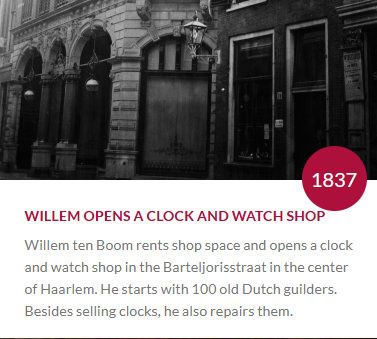 1837
WILLEM OPENS A CLOCK AND WATCH SHOP
Willem ten Boom rents shop space and opens a clock
and watch shop in the Barteljorisstraat in the center
of Haarlem. He starts with 100 old Dutch guilders.
Besides selling clocks, he also repairs them.